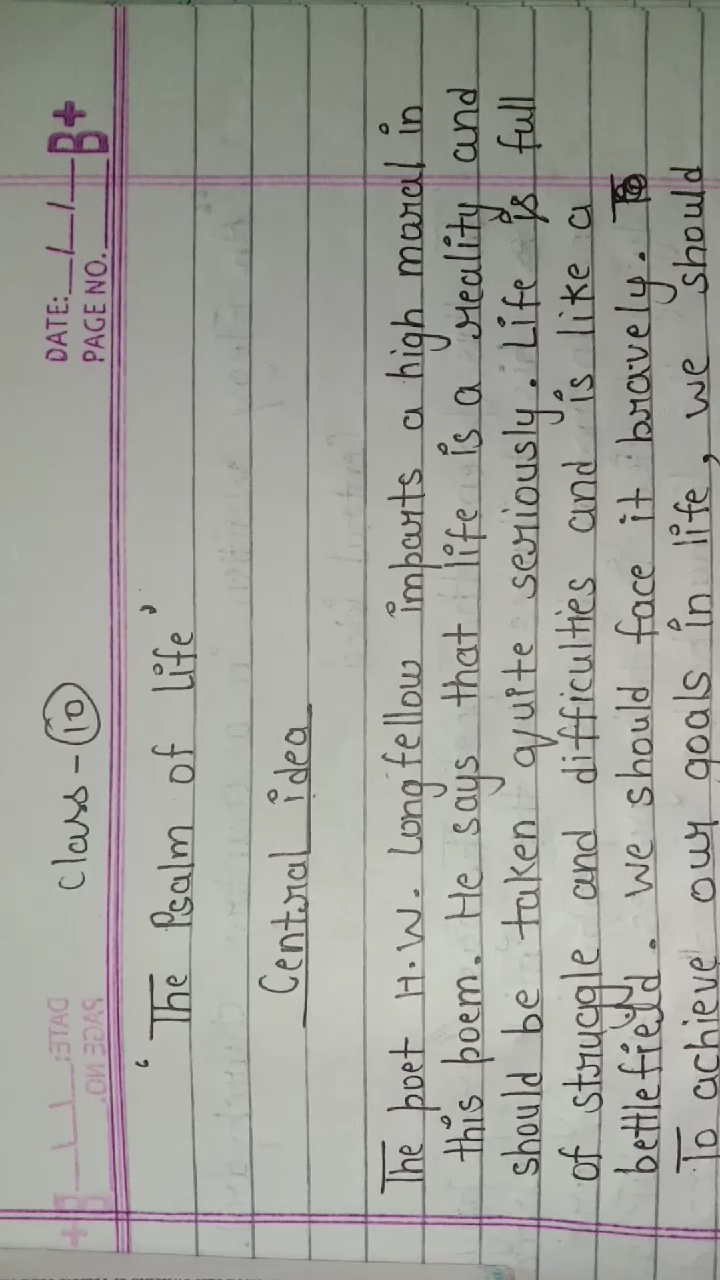 DATE: _/_/_
PAGE NO.
B+
Class - 10
' The Psalm of Life '
Central idea
The poet H.W. Longfellow imparts a high moral in
this poem. He says that life is a reality and
should be taken quite seriously. Life is full
of struggle and difficulties and is like a
bettlefield. we should face it bravely. To
To achieve our goals in life, we should